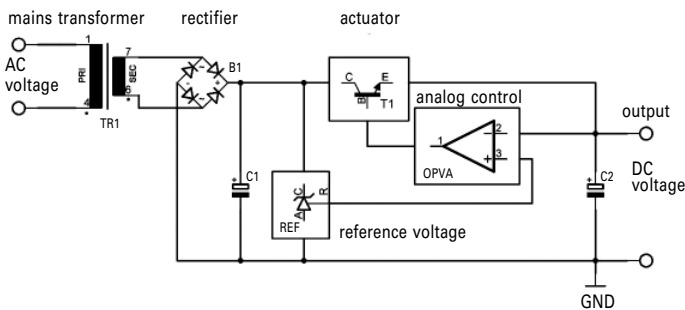 mains transformer
rectifier
actuator
AC
voltage
1
PRI
4
7
SEC
6
TR1
~
B1
-
+
~
C
E
B
T1
analog control
1
2
-
3
+
OPVA
output
DC
voltage
+
C1
C
R
A
REF
reference voltage
+
C2
GND